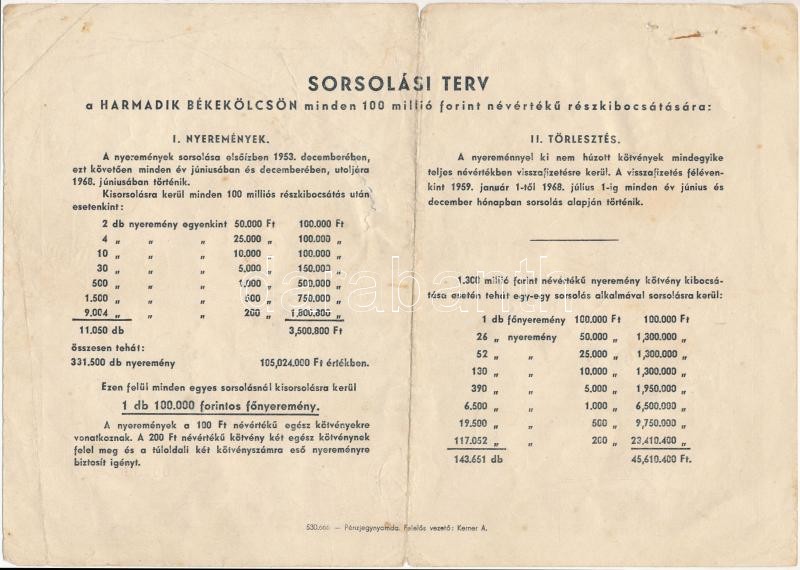 SORSOLÁSI TERV
a HARMADIK BÉKEKÖLCSÖN minden 100 millió forint névértékű részkibocsátására:
I. NYEREMÉNYEK.
A nyeremények sorsolása elsőízben 1953. decemberében,
ezt követően minden év júniusában és decemberében, utoljára
1968. júniusában történik.
Kisorsolásra kerül minden 100 milliós részkibocsátás után
esetenkint:
2 db nyeremény egyenkint 50.000 Ft 100.000 Ft
4 „ „ „ 25.000 „ 100.000 „
10 „ „ „ 10.000 „ 100.000 „
30 „ „ „ 5.000 „ 150.000 „
500 „ „ „ 1.000 „ 500.000 „
1.500 „ „ „ 500 „ 750.000 „
9.004 „ „ „ 200 „ 1,800.800 „
11.050 db 3,500.800 Ft
összesen tehát:
331.500 db nyeremény 105,024.000 Ft értékben.
Ezen felül minden egyes sorsolásnál kisorsolásra kerül
1 db 100.000 forintos főnyeremény.
A nyeremények a 100 Ft névértékű egész kötvényekre
vonatkoznak. A 200 Ft névértékű kötvény két egész kötvénynek
felel meg és a túloldali két kötvényszámra eső nyereményre
biztosít igényt.
II. TÖRLESZTÉS.
A nyereménnyel ki nem húzott kötvények mindegyike
teljes névértékben visszafizetésre kerül. A visszafizetés féléven-
kint 1959. január 1-től 1968. július 1-ig minden év június és
december hónapban sorsolás alapján történik.
1.300 millió forint névértékű nyeremény kötvény kibocsá-
tása esetén tehát egy-egy sorsolás alkalmával sorsolásra kerül:
1 db főnyeremény 100.000 Ft 100.000 Ft
26 „ nyeremény 50.000 „ 1,300.000 „
52 „ „ 25.000 „ 1,300.000 „
130 „ „ 10.000 „ 1,300.000 „
390 „ „ 5.000 „ 1,950.000 „
6.500 „ „ 1.000 „ 6,500.000 „
19.500 „ „ 500 „ 9,750.000 „
117.052 „ „ 200 „ 23,410.400 „
143.651 db 45,610.400 Ft.
530.666 — Pénzjegynyomda. Felelős vezető: Kerner A.
darabanth